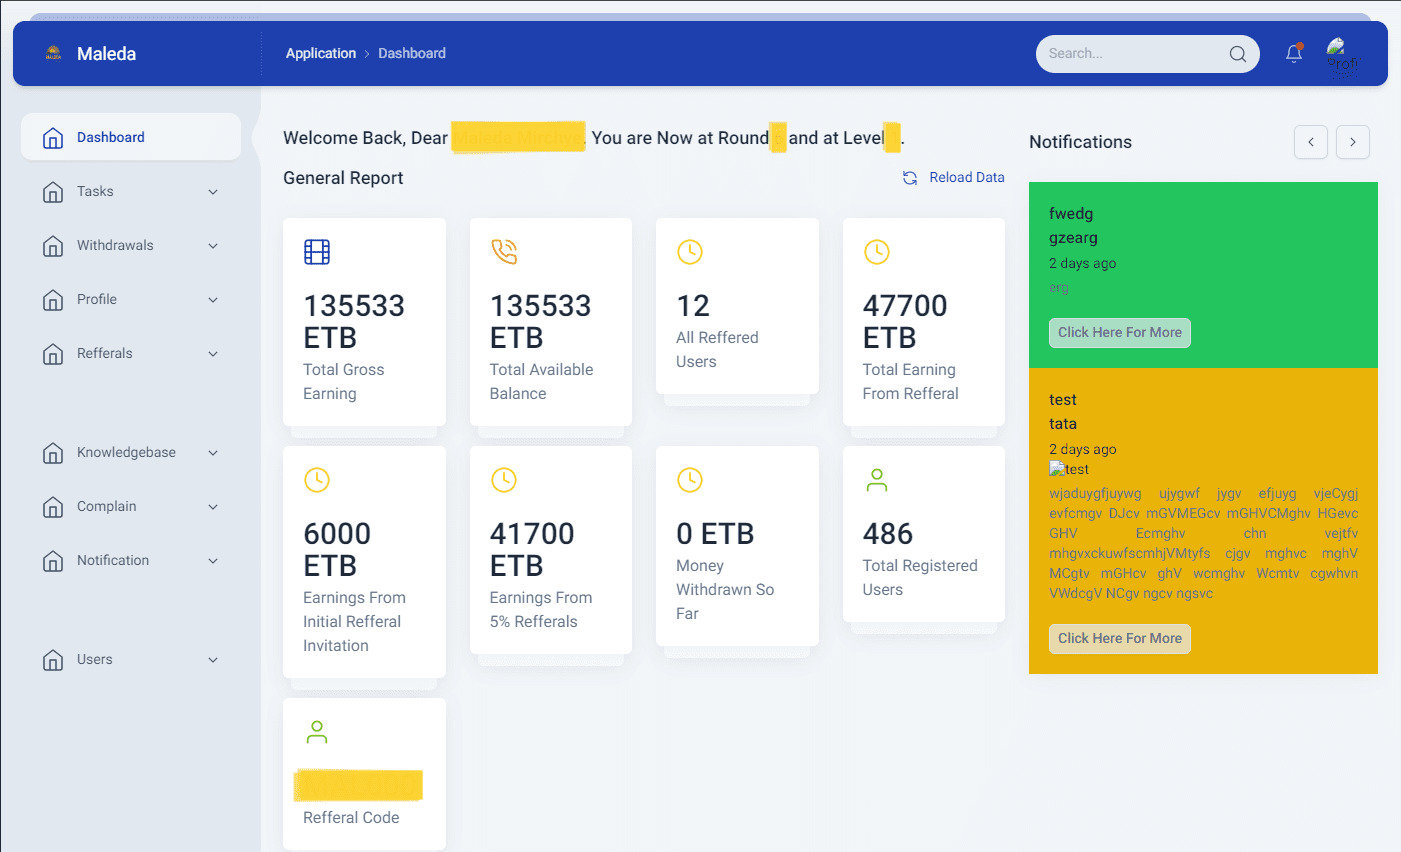 Maleda
Application > Dashboard
Search...
Dashboard
Tasks
Withdrawals
Profile
Refferals
Knowledgebase
Complain
Notification
Users
Welcome Back, Dear . You are Now at Round and at Level .
General Report
Reload Data
135533
ETB
Total Gross
Earning
135533
ETB
Total Available
Balance
12
All Reffered
Users
47700
ETB
Total Earning
From Refferal
6000
ETB
Earnings From
Initial Refferal
Invitation
41700
ETB
Earnings From
5% Refferals
0 ETB
Money
Withdrawn So
Far
486
Total Registered
Users
Refferal Code
Notifications
fwedg
gzearg
2 days ago
erg
Click Here For More
test
tata
2 days ago
test
wjaduygfjuywg ujygwf jygv efjuyg vjeCygj
evfcmgv DJcv mGVMEGcv mGHVCMghv HGevc
GHV Ecmghv chn vejtfv
mhgvxckuwfscmhjVMtyfs cjgv mghvc mghV
MCgtv mGHcv ghV wcmghv Wcmtv cgwhvn
VWdcgV NCgv ngcv ngsvc
Click Here For More